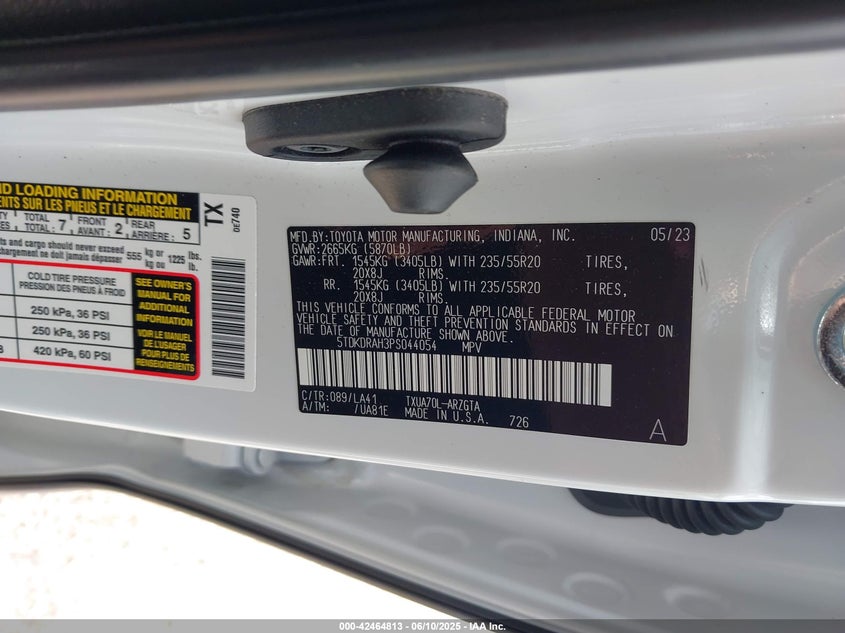 ND LOADING INFORMATION
EMENTS SUR LES PNEUS ET LE CHARGEMENT
TOTAL : 7 FRONT AVANT : 2 REAR ARRIÈRE : 5
nts and cargo should never exceed 555 kg or 1225 lbs.
chargement ne doit jamais dépasser kg ou lb.
COLD TIRE PRESSURE
PRESSION DES PNEUS À FROID
250 kPa, 36 PSI
250 kPa, 36 PSI
420 kPa, 60 PSI
SEE OWNER'S
MANUAL FOR
ADDITIONAL
INFORMATION
VOIR LE MANUEL
DE L'USAGER
POUR PLUS DE
RENSEIGNEMENTS
TX
0E740
MFD.BY:TOYOTA MOTOR MANUFACTURING, INDIANA, INC. 05/23
GVWR:2665KG (5870LB)
GAWR:FRT. 1545KG (3405LB) WITH 235/55R20 TIRES,
20X8J RIMS.
RR. 1545KG (3405LB) WITH 235/55R20 TIRES,
20X8J RIMS.
THIS VEHICLE CONFORMS TO ALL APPLICABLE FEDERAL MOTOR
VEHICLE SAFETY AND THEFT PREVENTION STANDARDS IN EFFECT ON
THE DATE OF MANUFACTURE SHOWN ABOVE.
5TDKDRAH3PS044054 MPV
C/TR:089/LA41 TXUA70L-ARZGTA
A/TM: /UA81E MADE IN U.S.A. 726
A
000-42464813 - 06/10/2025 - IAA Inc.